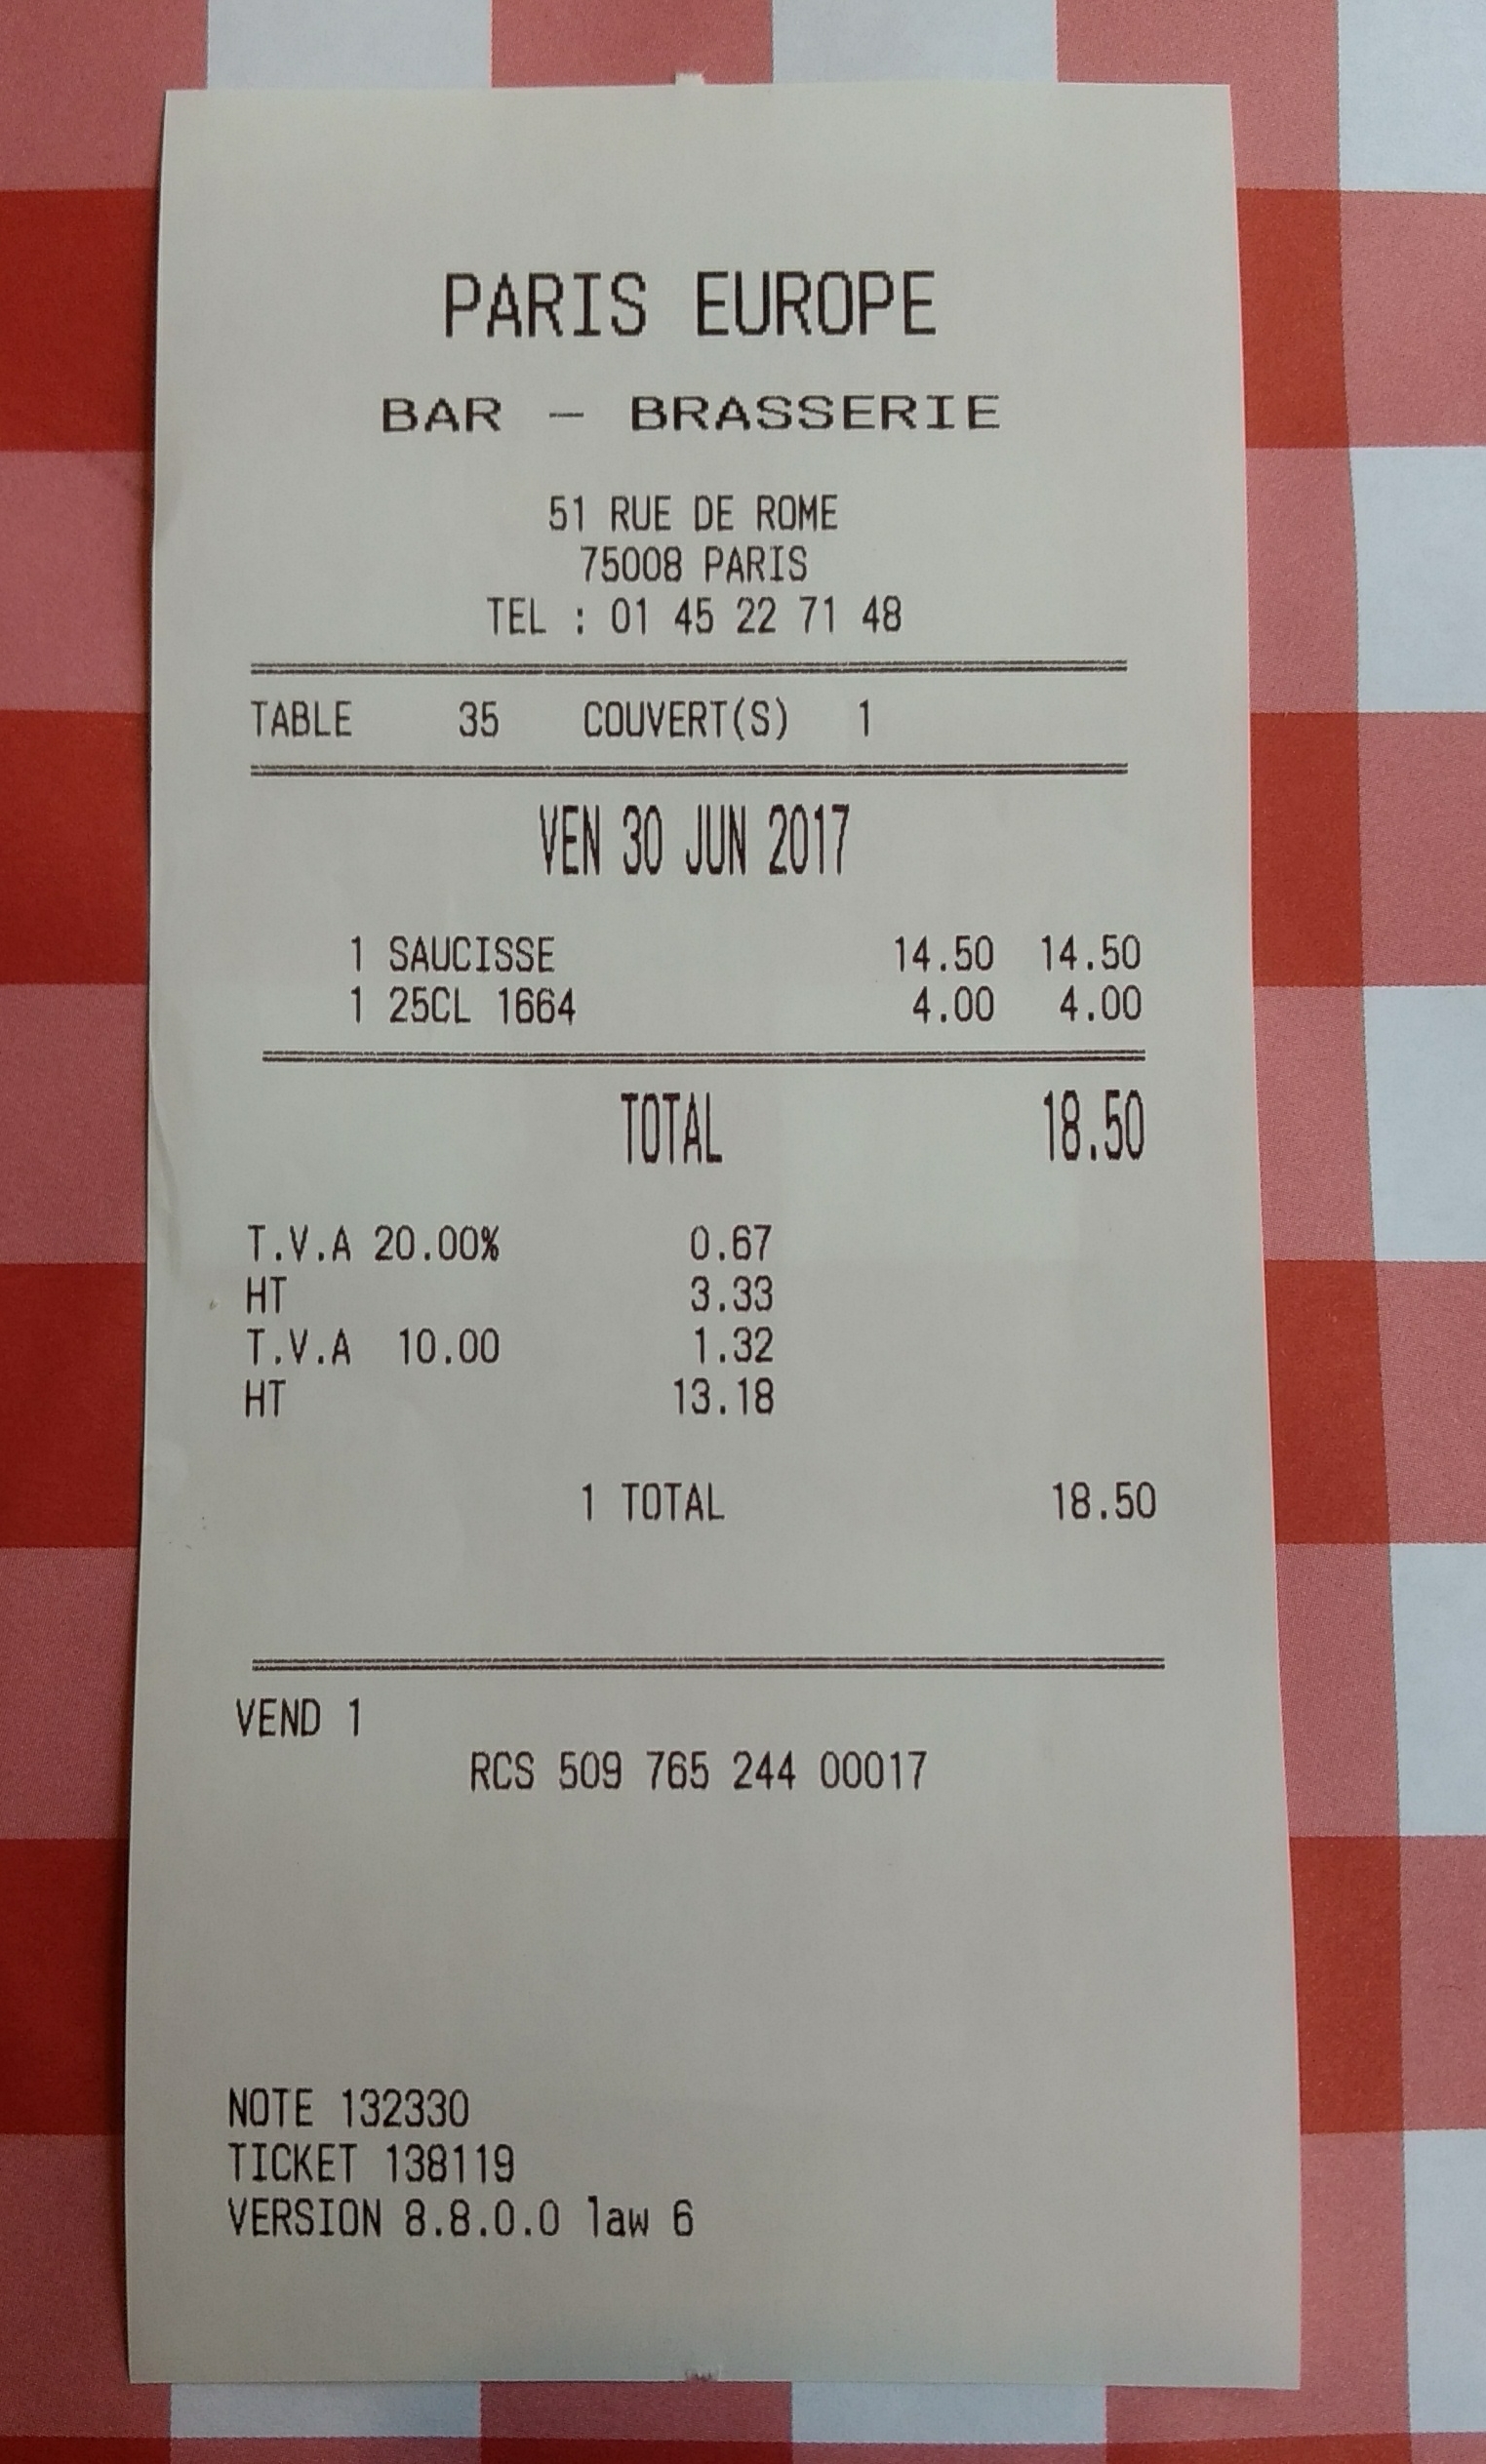 PARIS EUROPE
BAR - BRASSERIE
51 RUE DE ROME
75008 PARIS
TEL : 01 45 22 71 48
TABLE 35 COUVERT(S) 1
VEN 30 JUN 2017
1 SAUCISSE 14.50 14.50
1 25CL 1664 4.00 4.00
TOTAL 18.50
T.V.A 20.00% 0.67
HT 3.33
T.V.A 10.00 1.32
HT 13.18
1 TOTAL 18.50
VEND 1
RCS 509 765 244 00017
NOTE 132330
TICKET 138119
VERSION 8.8.0.0 law 6